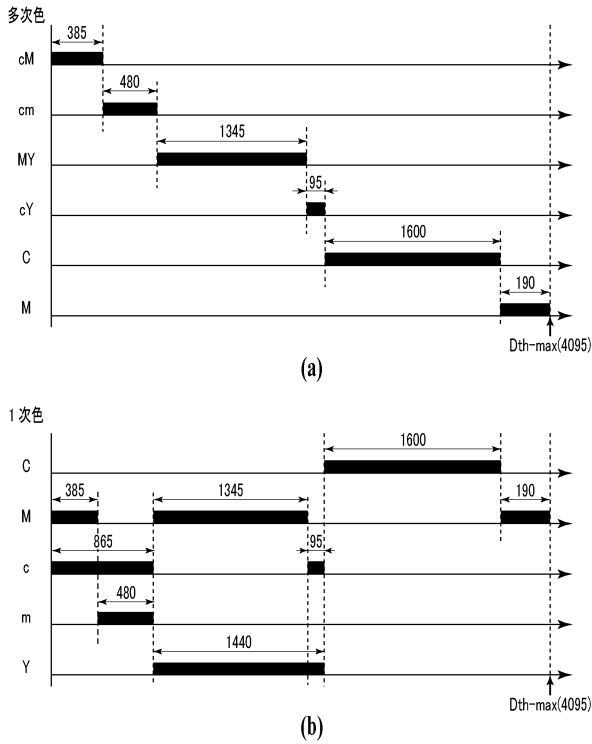 多次色
385
cM
480
cm
1345
MY
95
cY
1600
C
190
M
Dth-max(4095)
(a)
1次色
1600
C
385 1345 190
M
865 95
c
480
m
1440
Y
Dth-max(4095)
(b)